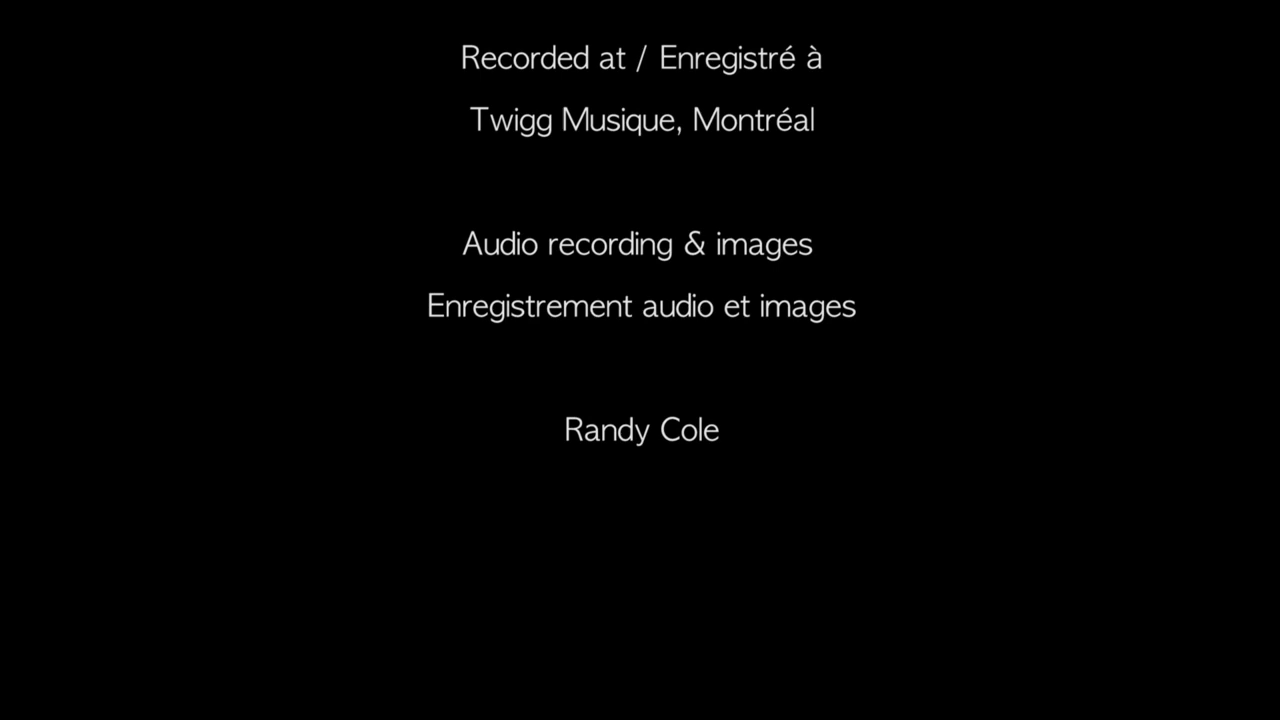 Recorded at / Enregistré à
Twigg Musique, Montréal
Audio recording & images
Enregistrement audio et images
Randy Cole